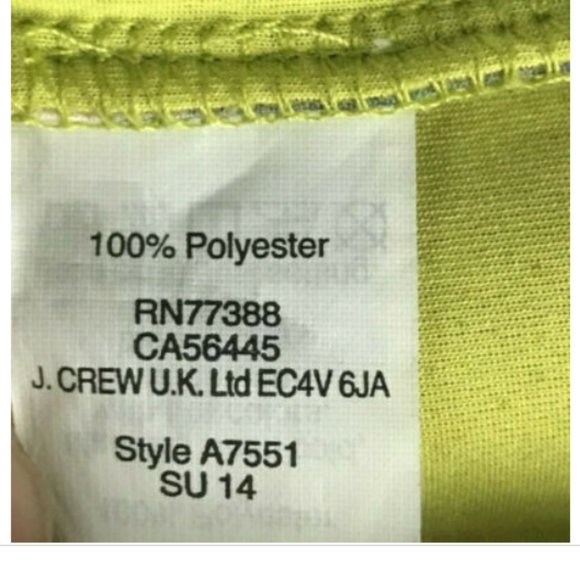 100% Polyester
RN77388
CA56445
J. CREW U.K. Ltd EC4V 6JA
Style A7551
SU 14